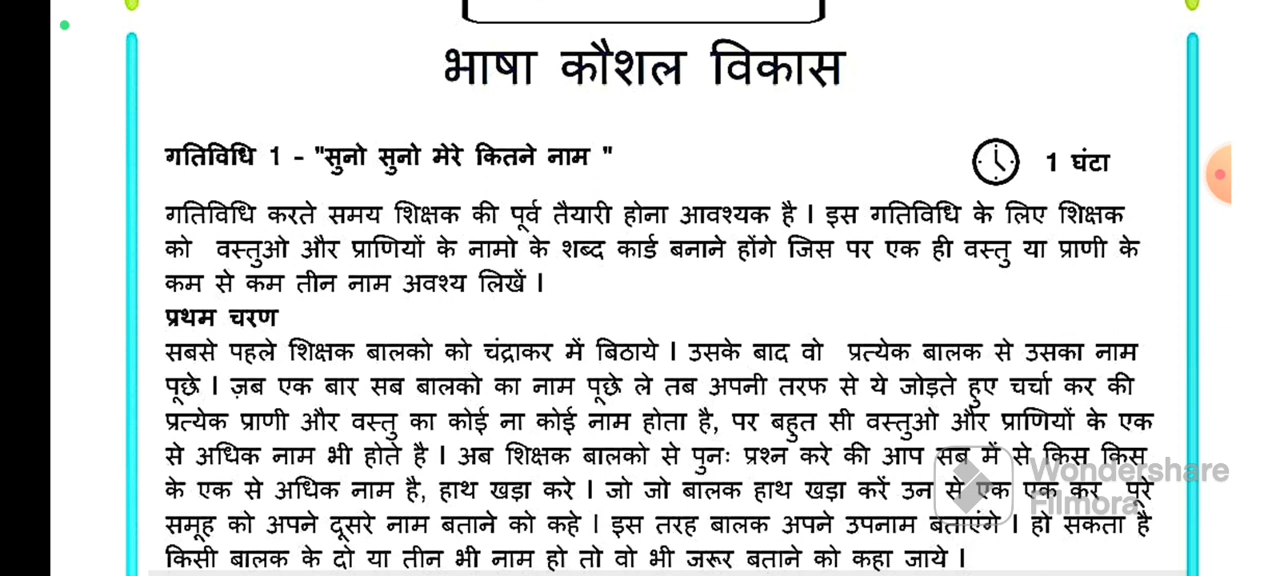 भाषा कौशल विकास
गतिविधि 1 - "सुनो सुनो मेरे कितने नाम "
1 घंटा
गतिविधि करते समय शिक्षक की पूर्व तैयारी होना आवश्यक है । इस गतिविधि के लिए शिक्षक
को वस्तुओ और प्राणियों के नामो के शब्द कार्ड बनाने होंगे जिस पर एक ही वस्तु या प्राणी के
कम से कम तीन नाम अवश्य लिखें ।
प्रथम चरण
सबसे पहले शिक्षक बालको को चंद्राकर में बिठाये । उसके बाद वो प्रत्येक बालक से उसका नाम
पूछे । ज़ब एक बार सब बालको का नाम पूछे ले तब अपनी तरफ से ये जोड़ते हुए चर्चा कर की
प्रत्येक प्राणी और वस्तु का कोई ना कोई नाम होता है, पर बहुत सी वस्तुओ और प्राणियों के एक
से अधिक नाम भी होते है । अब शिक्षक बालको से पुनः प्रश्न करे की आप सब में से किस किस
के एक से अधिक नाम है, हाथ खड़ा करे । जो जो बालक हाथ खड़ा करें उन से एक एक कर पूरे
समूह को अपने दूसरे नाम बताने को कहे । इस तरह बालक अपने उपनाम बताएंगे । हो सकता है
किसी बालक के दो या तीन भी नाम हो तो वो भी जरूर बताने को कहा जाये ।
Wondershare
Filmora